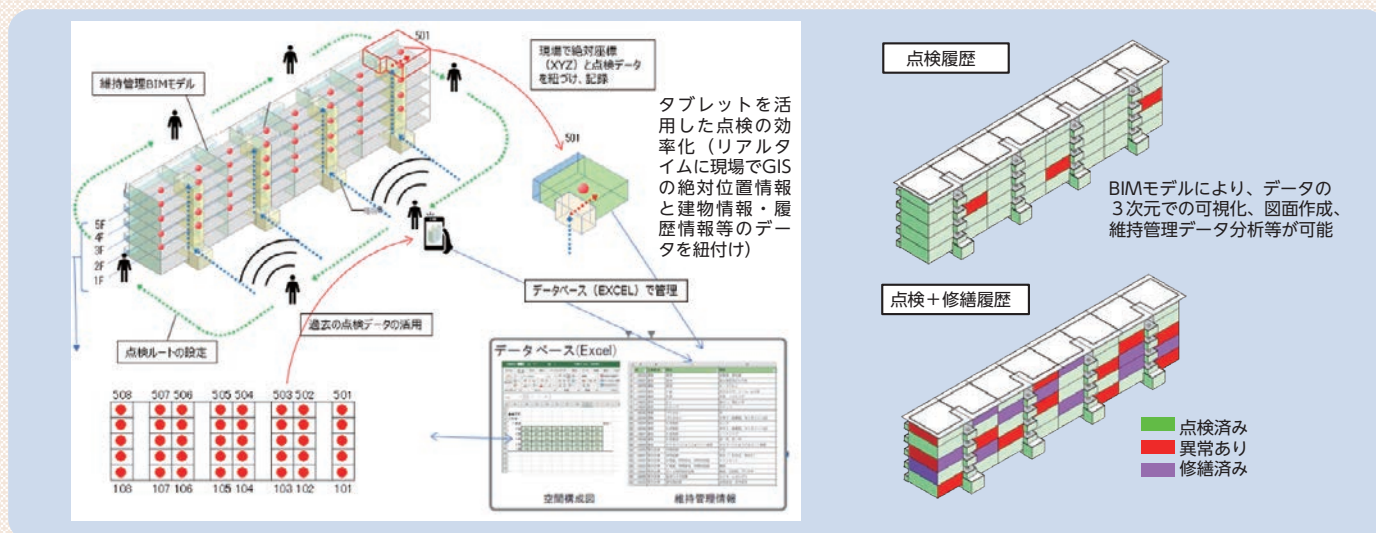 501
現場で絶対座標
(XYZ)と点検データ
を紐づけ、記録
維持管理BIMモデル
タブレットを活
用した点検の効
率化(リアルタ
イムに現場でGIS
の絶対位置情報
と建物情報・履
歴情報等のデー
タを紐付け)
501
5F
4F
3F
2F
1F
データベース(EXCEL)で管理
過去の点検データの活用
点検ルートの設定
508 507 506 505 504 503 502 501
108 107 106 105 104 103 102 101
データベース(Excel)
空間構成図
維持管理情報
点検履歴
BIMモデルにより、データの
3次元での可視化、図面作成、
維持管理データ分析等が可能
点検+修繕履歴
点検済み
異常あり
修繕済み